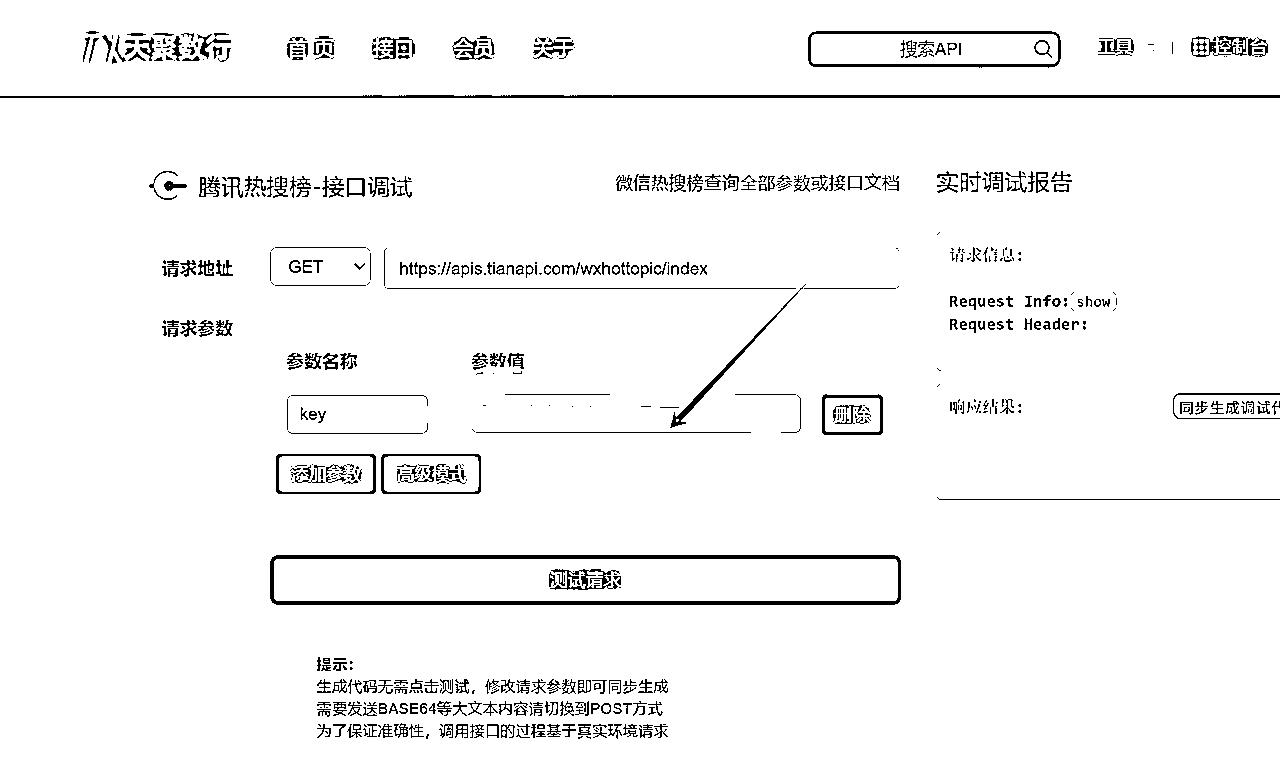 天聚数行 首页 接口 会员 关于 搜索API 工具 控制台
腾讯热搜榜-接口调试 微信热搜榜查询全部参数或接口文档
请求地址 GET https://apis.tianapi.com/wxhottopic/index
请求参数
参数名称 参数值
key 删除
添加参数 高级模式
测试请求
提示:
生成代码无需点击测试，修改请求参数即可同步生成
需要发送BASE64等大文本内容请切换到POST方式
为了保证准确性，调用接口的过程基于真实环境请求
实时调试报告
请求信息:
Request Info: show
Request Header:
响应结果: 同步生成调试代